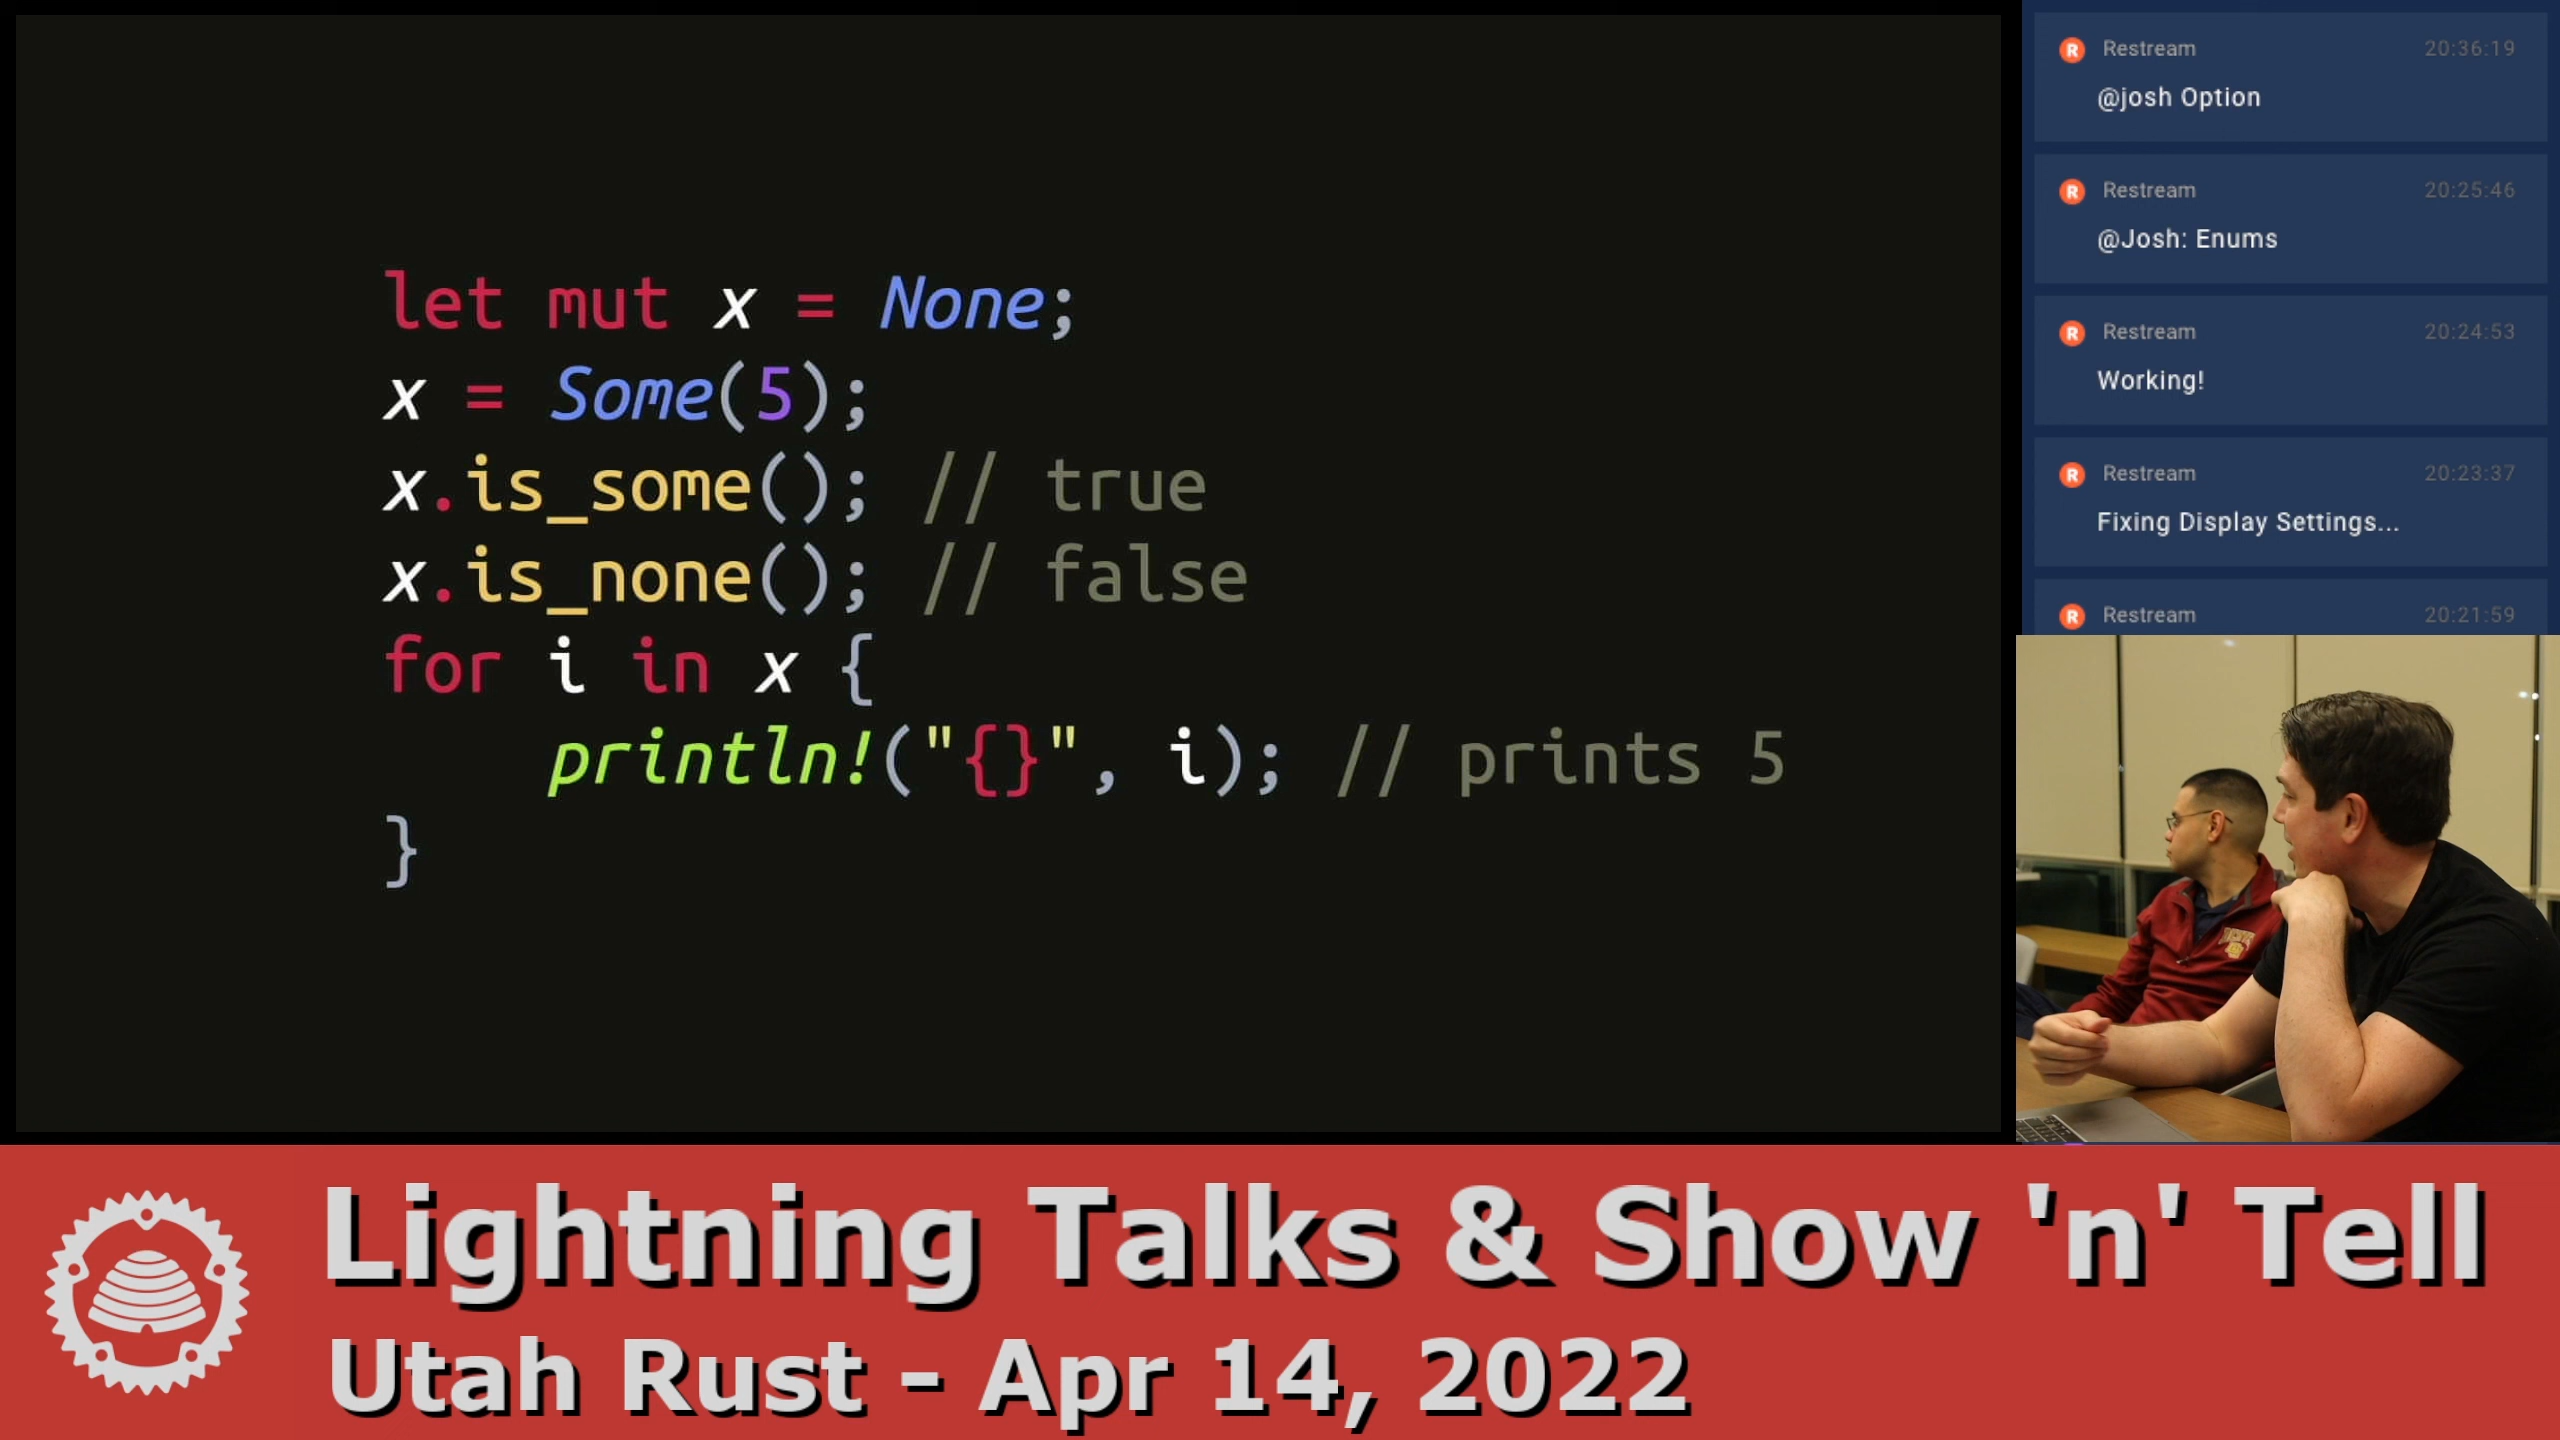 let mut x = None;
x = Some(5);
x.is_some(); // true
x.is_none(); // false
for i in x {
    println!("{}", i); // prints 5
}
R Restream 20:36:19
@josh Option
R Restream 20:25:46
@Josh: Enums
R Restream 20:24:53
Working!
R Restream 20:23:37
Fixing Display Settings...
R Restream 20:21:59
Lightning Talks & Show 'n' Tell
Utah Rust - Apr 14, 2022